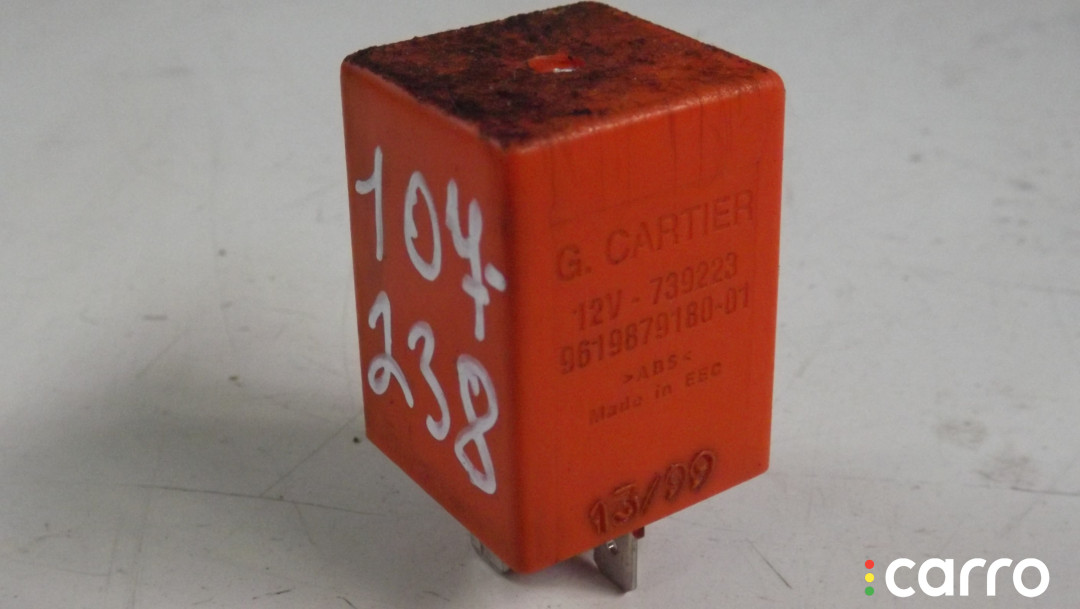 104
238
G. CARTIER
12V - 739223
9619879180-01
>ABS<
Made in EEC
13/99
carro